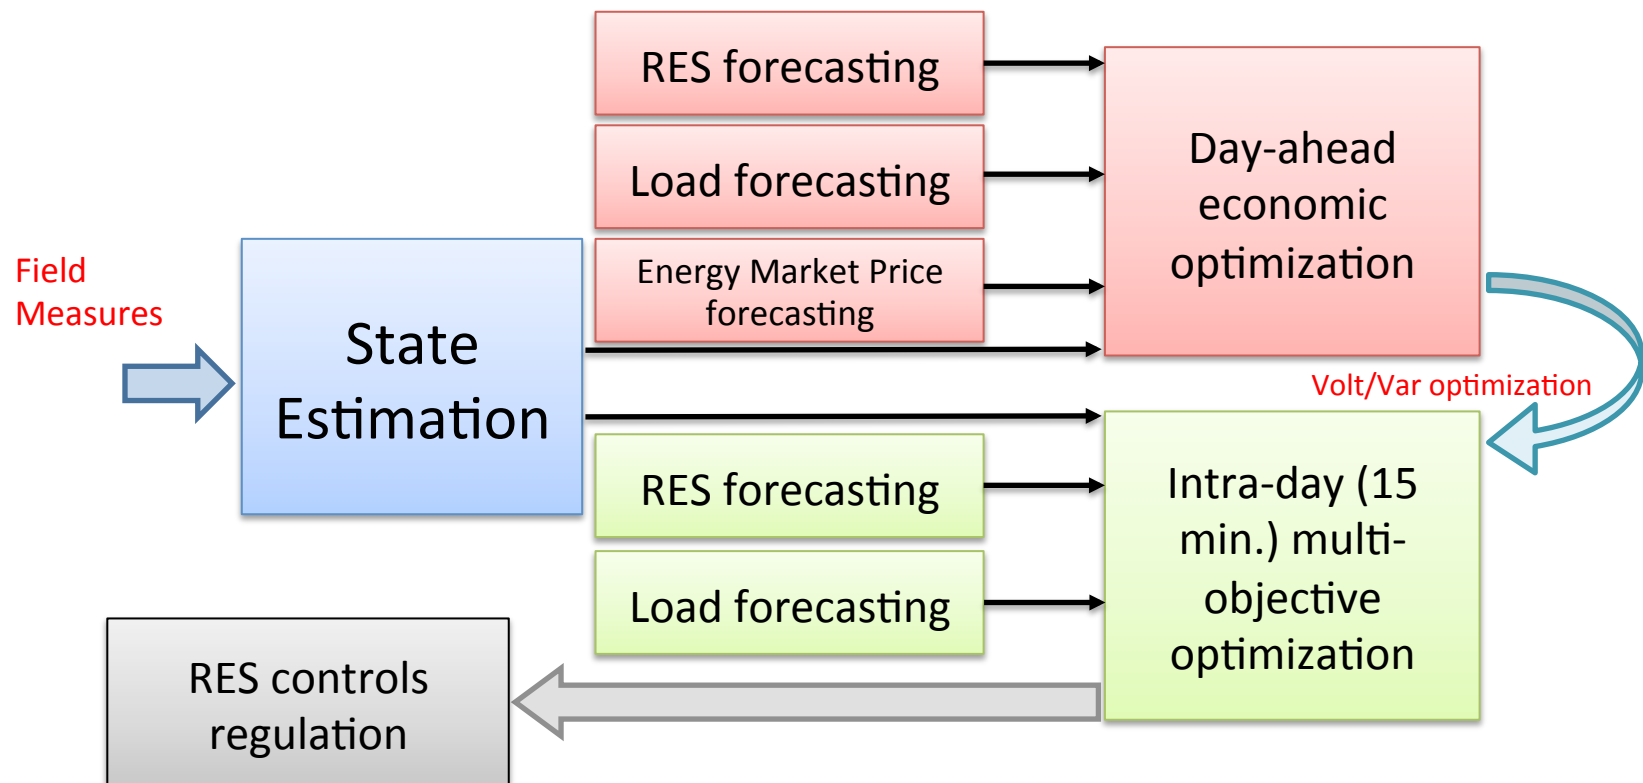 RES forecasting
Load forecasting
Energy Market Price
forecasting
Day-ahead
economic
optimization
Field
Measures
State
Estimation
Volt/Var optimization
RES forecasting
Load forecasting
Intra-day (15
min.) multi-
objective
optimization
RES controls
regulation